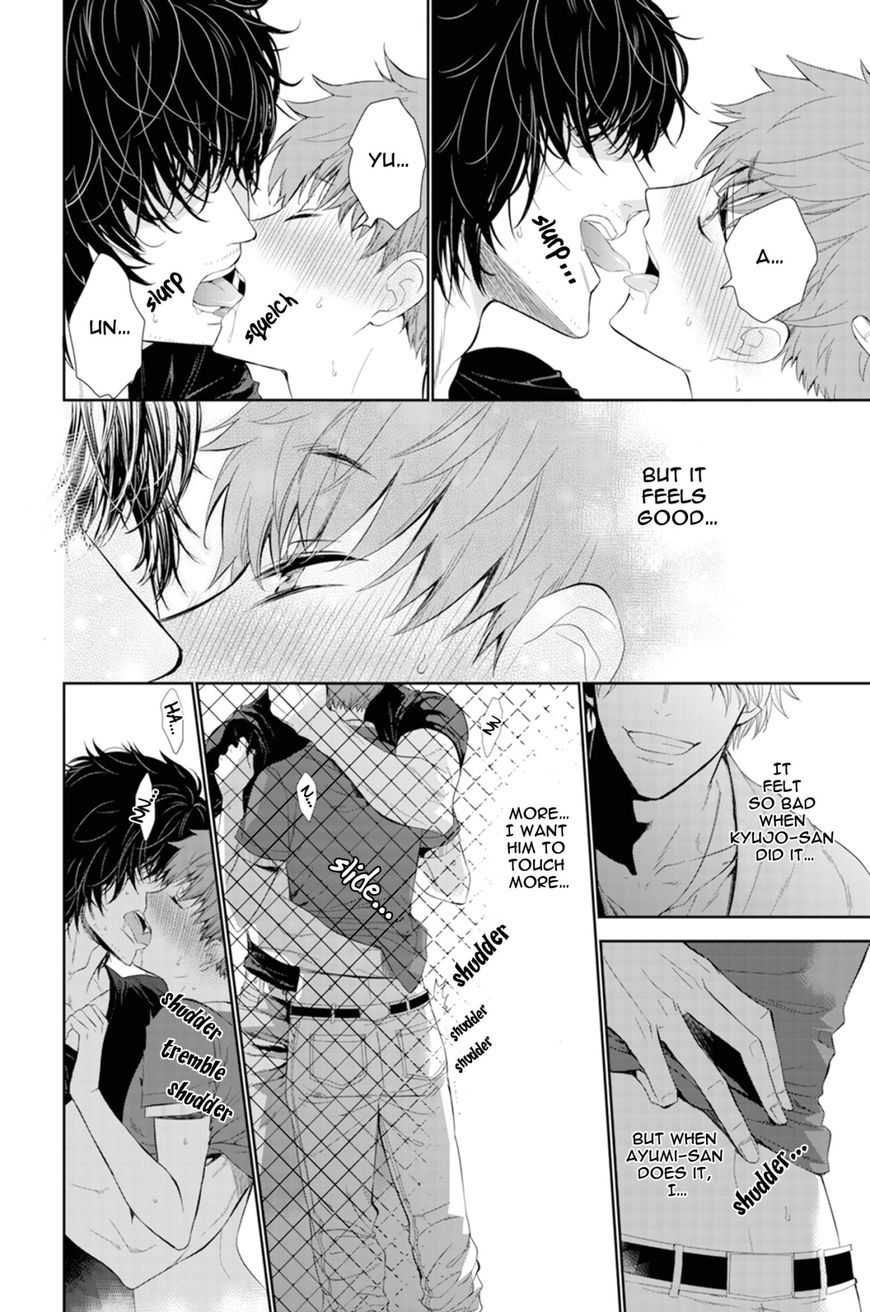 A...
slurp...
YU...
squelch
slurp
UN...
BUT IT
FEELS
GOOD...
IT
FELT
SO BAD
WHEN
KYUJO-SAN
DID IT...
BUT WHEN
AYUMI-SAN
DOES IT,
I...
shudder...
NN
N...
MORE...
I WANT
HIM TO
TOUCH
MORE...
slide...
shudder
shudder
shudder
HA...
NN...
shudder
tremble
shudder